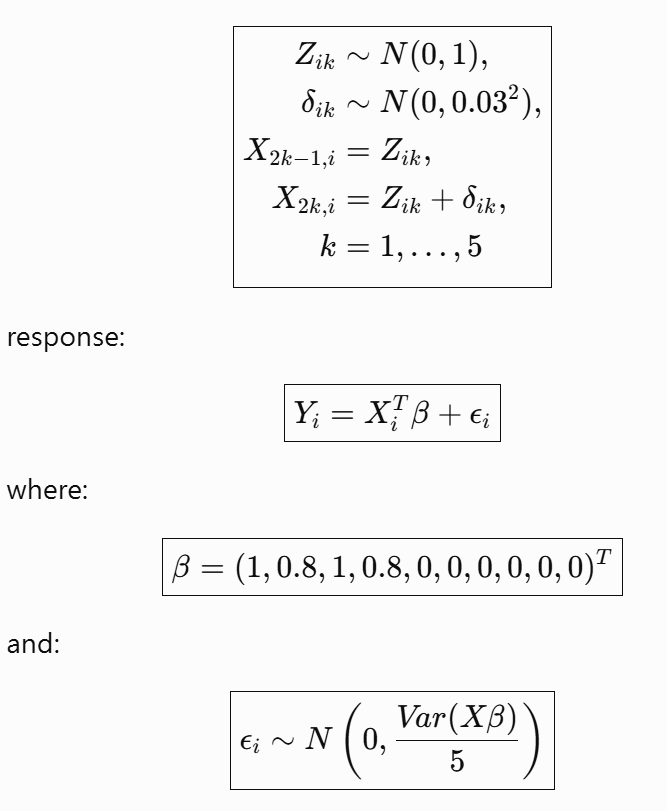 Z_{ik} ∼ N(0, 1),
δ_{ik} ∼ N(0, 0.03²),
X_{2k−1,i} = Z_{ik},
X_{2k,i} = Z_{ik} + δ_{ik},
k = 1, …, 5
response:
Y_i = X_i^T β + ϵ_i
where:
β = (1, 0.8, 1, 0.8, 0, 0, 0, 0, 0, 0)^T
and:
ϵ_i ∼ N(0, Var(Xβ)/5)